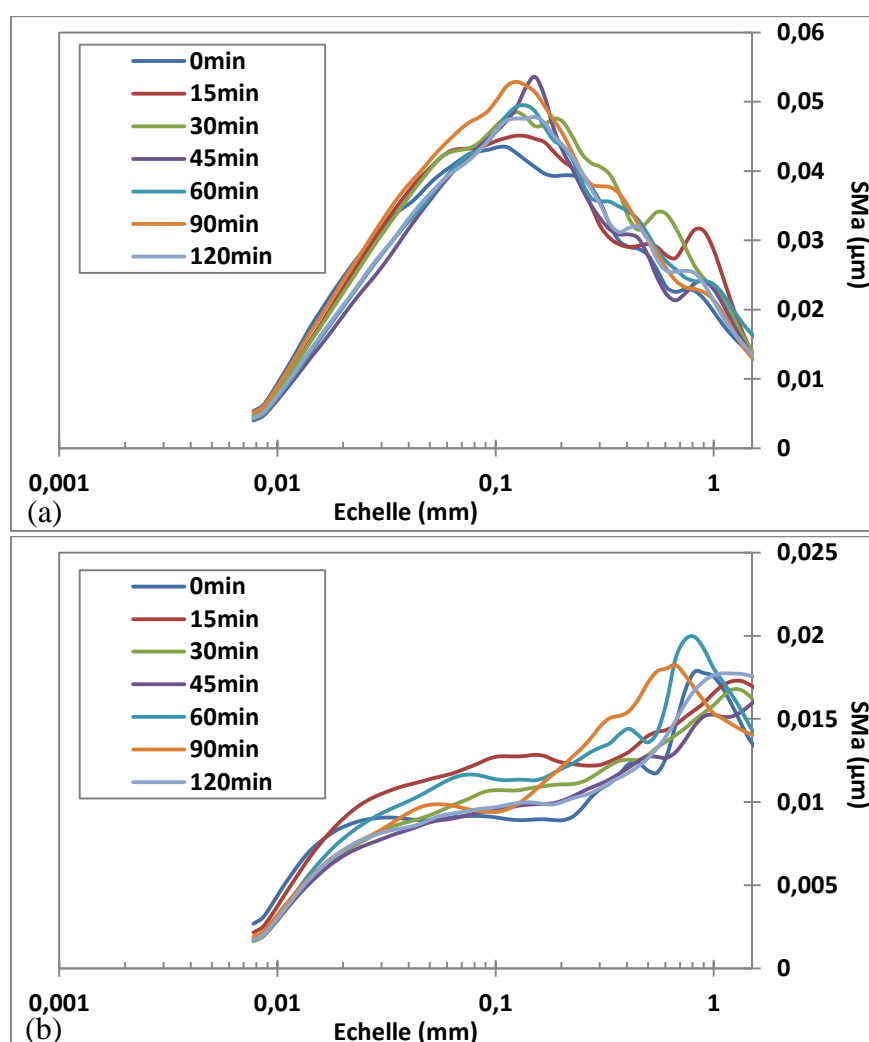 0min
15min
30min
45min
60min
90min
120min
0,06
0,05
0,04
0,03
0,02
0,01
0
SMa (µm)
0,001
0,01
0,1
1
Echelle (mm)
(a)
0min
15min
30min
45min
60min
90min
120min
0,025
0,02
0,015
0,01
0,005
0
SMa (µm)
0,001
0,01
0,1
1
Echelle (mm)
(b)